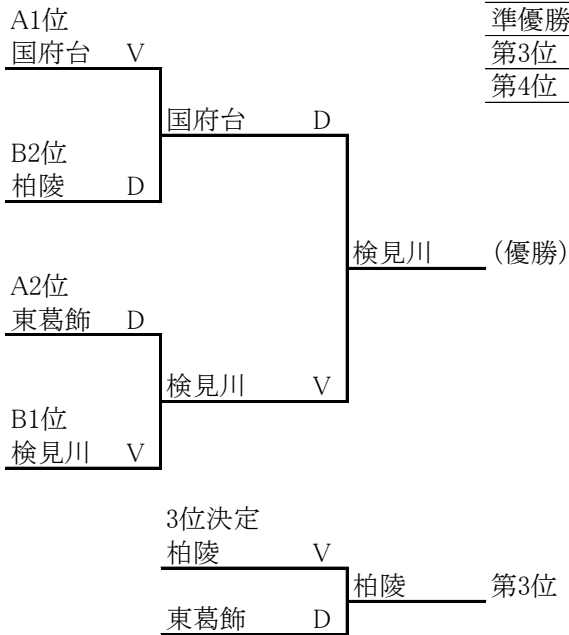 A1位
国府台 V
準優勝
第3位
第4位
国府台 D
B2位
柏陵 D
検見川 (優勝)
A2位
東葛飾 D
検見川 V
B1位
検見川 V
3位決定
柏陵 V
柏陵 第3位
東葛飾 D